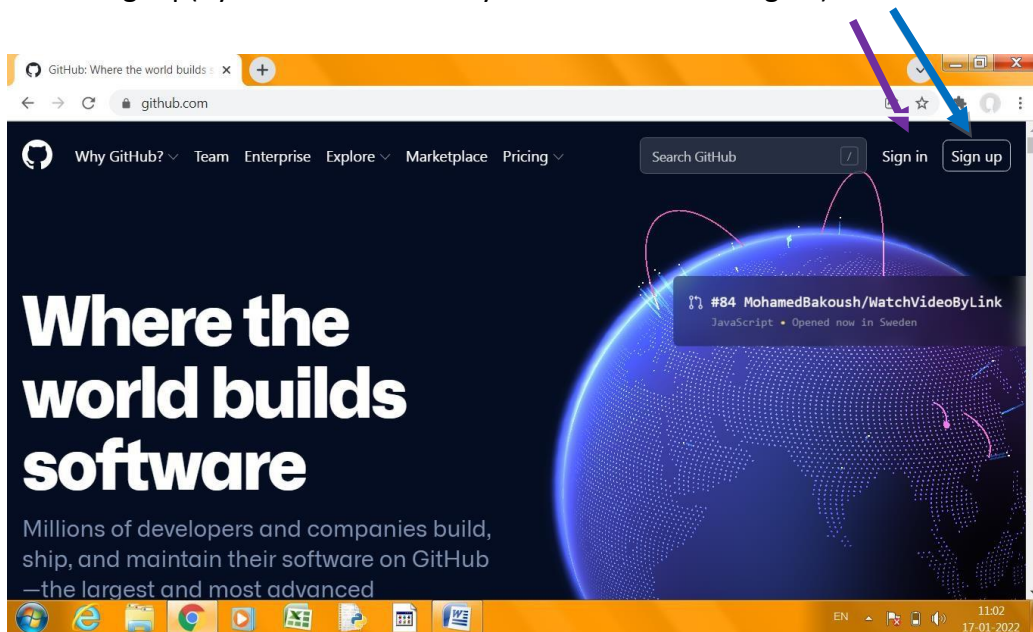 GitHub: Where the world builds s
github.com
Why GitHub? Team Enterprise Explore Marketplace Pricing Search GitHub / Sign in Sign up
#84 MohamedBakoush/WatchVideoByLink
JavaScript • Opened now in Sweden
Where the
world builds
software
Millions of developers and companies build,
ship, and maintain their software on GitHub
—the largest and most advanced
EN 11:02
17-01-2022